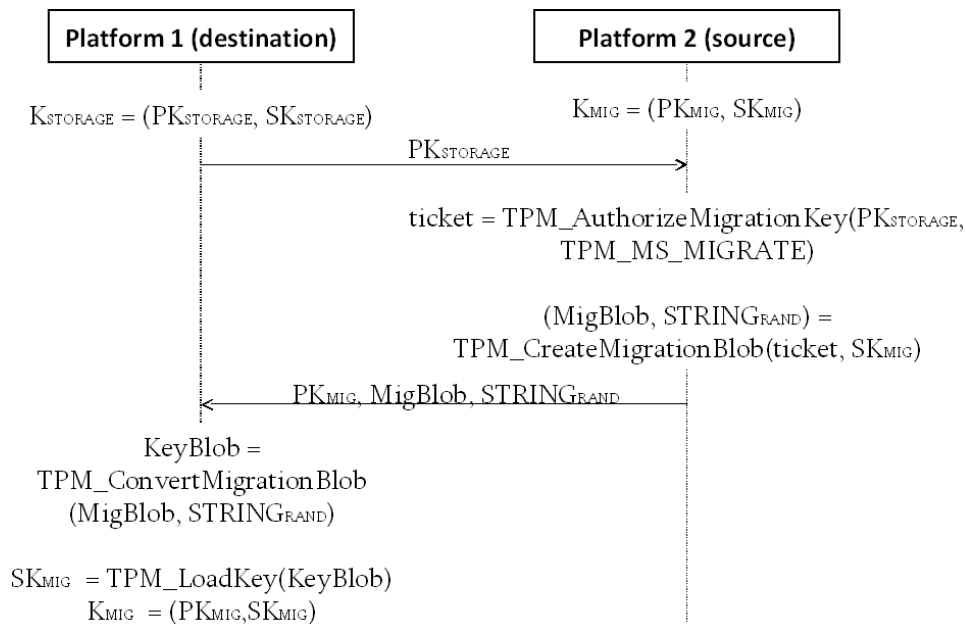 Platform 1 (destination)
Platform 2 (source)
KSTORAGE = (PKSTORAGE, SKSTORAGE)
KMIG = (PKMIG, SKMIG)
PKSTORAGE
ticket = TPM_AuthorizeMigrationKey(PKSTORAGE,
TPM_MS_MIGRATE)
(MigBlob, STRINGRAND) =
TPM_CreateMigrationBlob(ticket, SKMIG)
PKMIG, MigBlob, STRINGRAND
KeyBlob =
TPM_ConvertMigrationBlob
(MigBlob, STRINGRAND)
SKMIG = TPM_LoadKey(KeyBlob)
KMIG = (PKMIG,SKMIG)